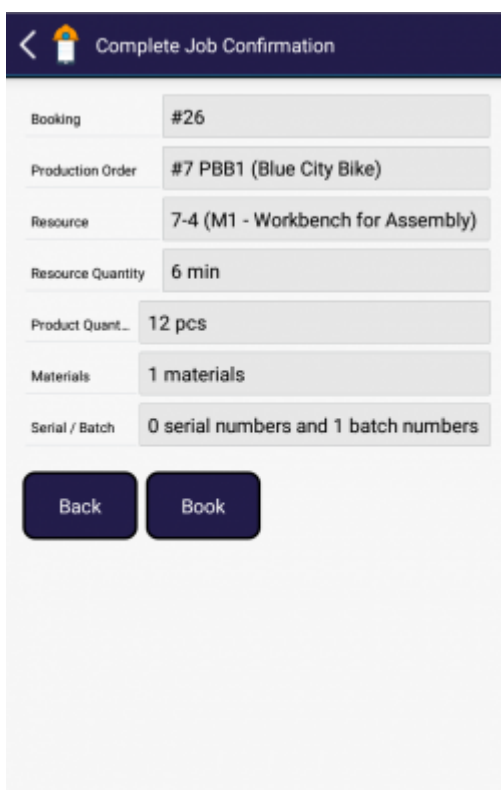 Complete Job Confirmation
Booking #26
Production Order #7 PBB1 (Blue City Bike)
Resource 7-4 (M1 - Workbench for Assembly)
Resource Quantity 6 min
Product Quant... 12 pcs
Materials 1 materials
Serial / Batch 0 serial numbers and 1 batch numbers
Back Book